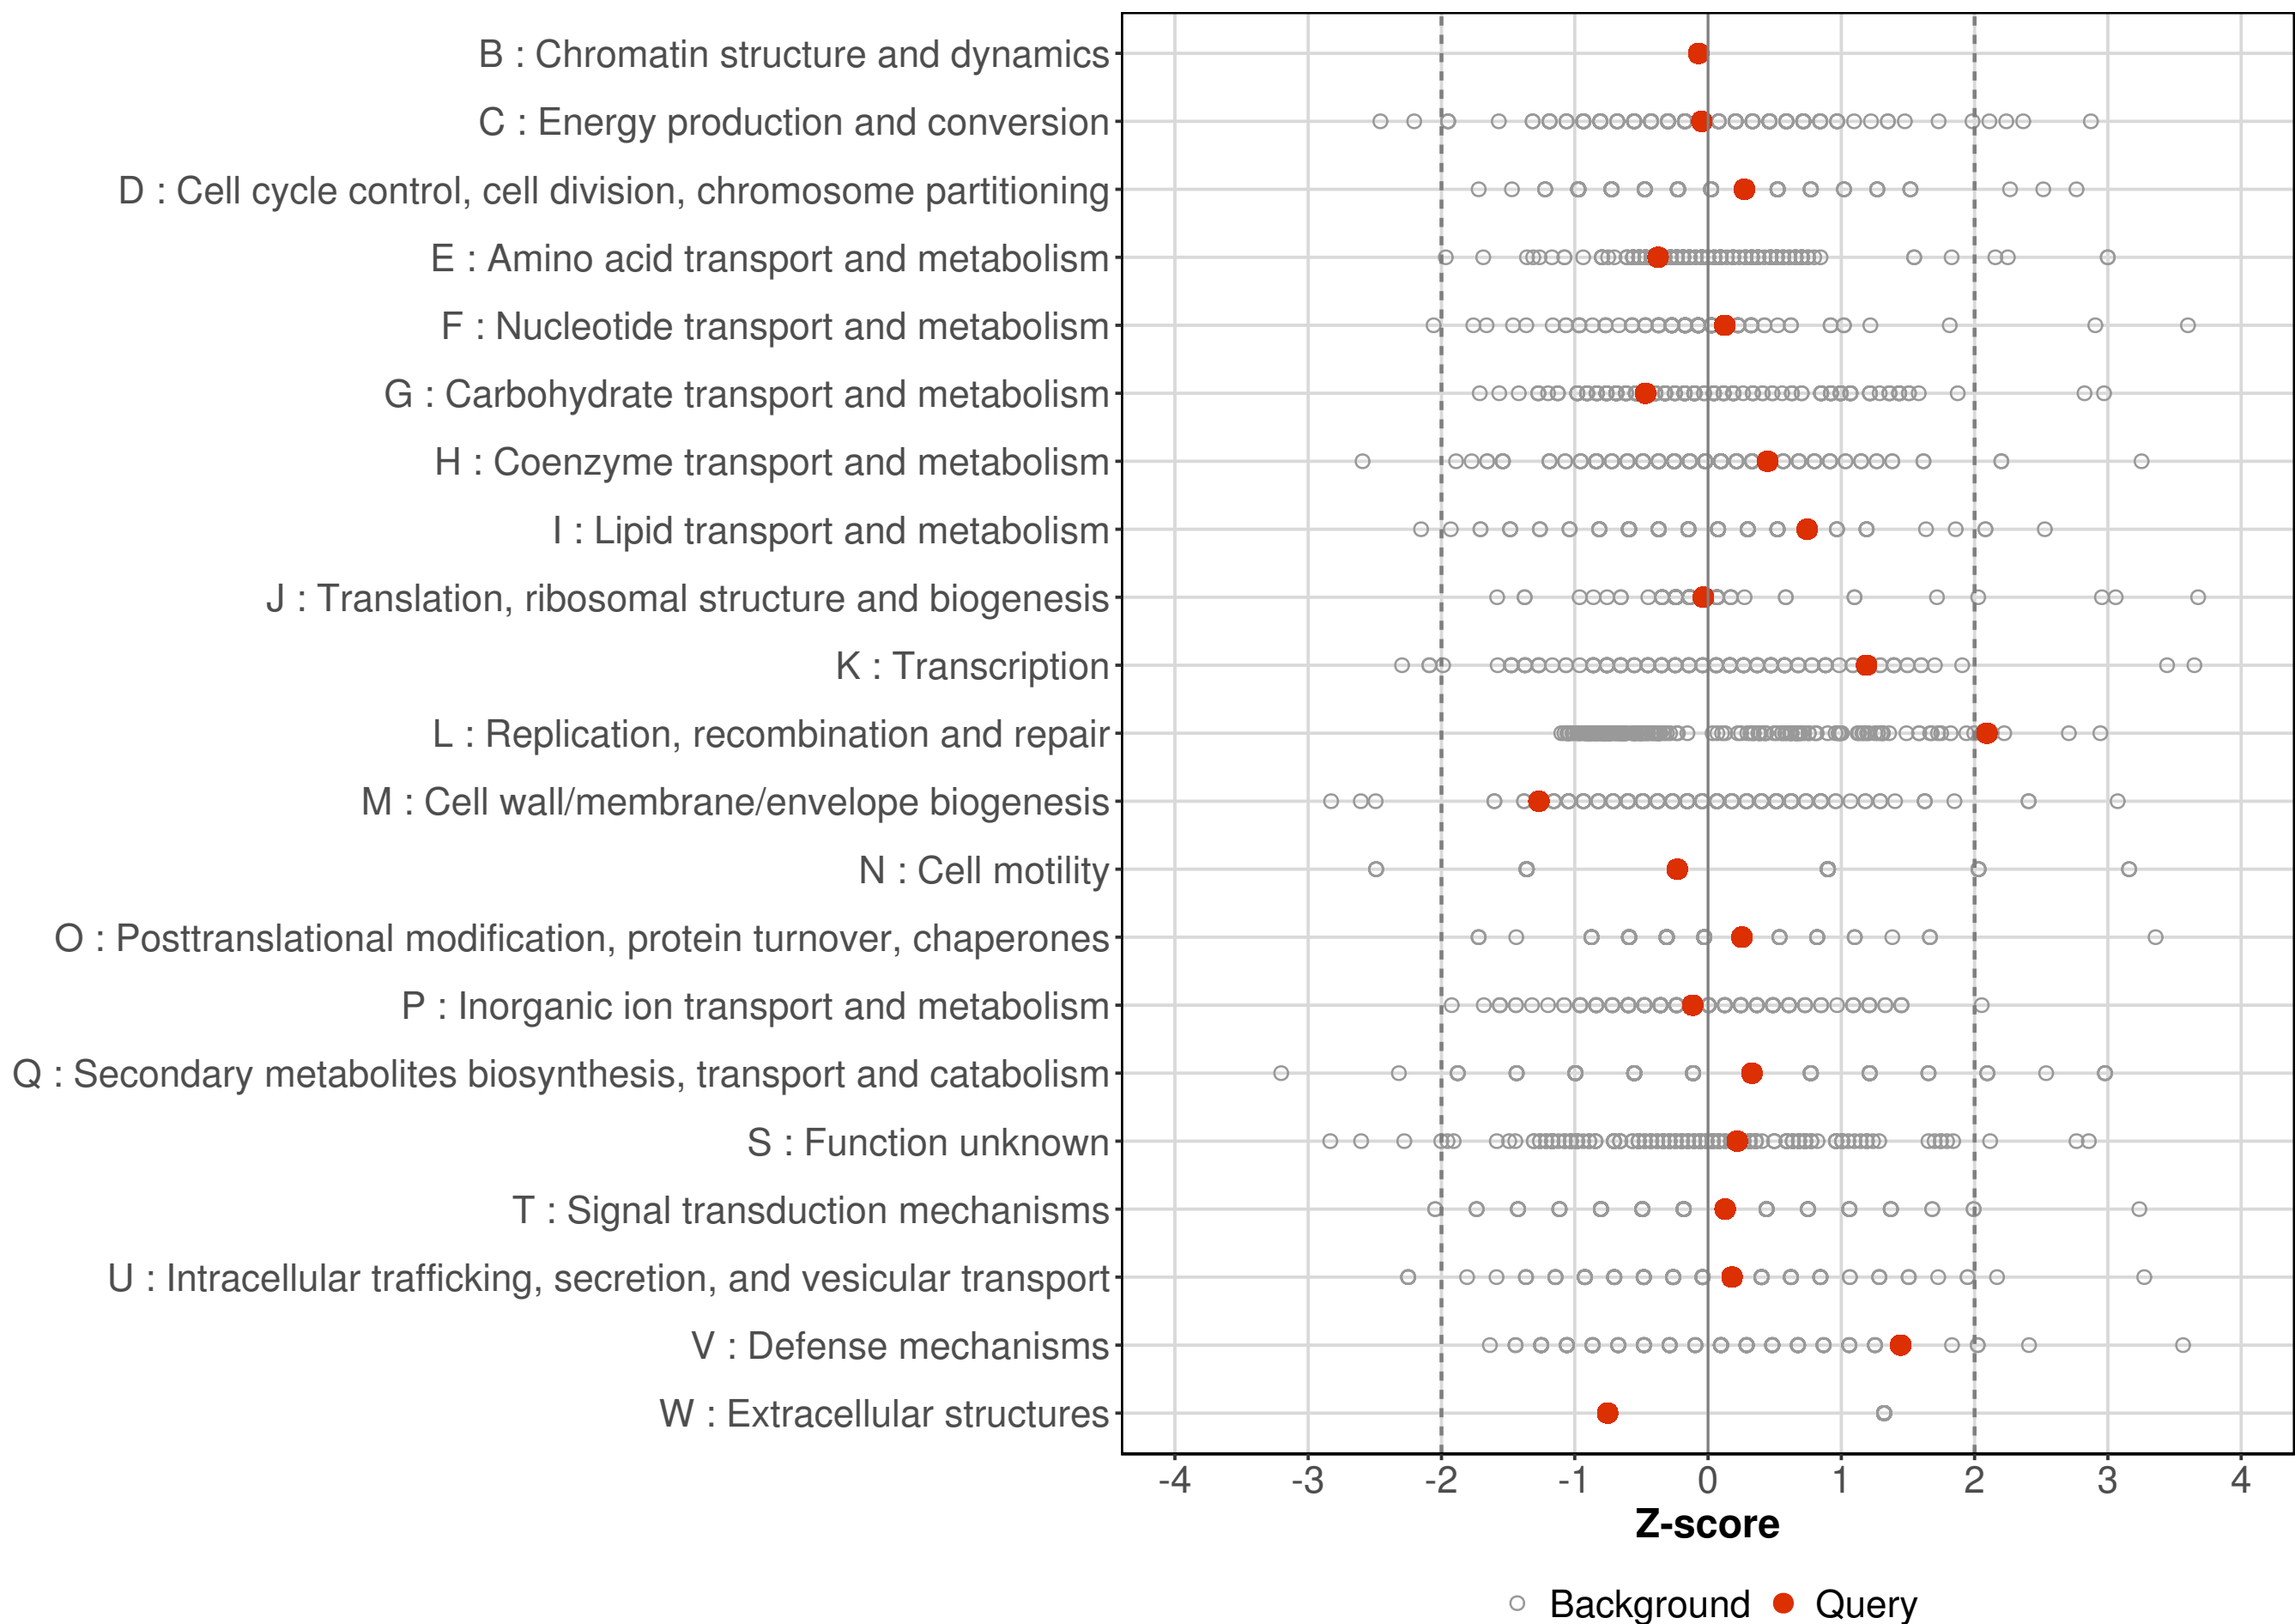 B : Chromatin structure and dynamics
C : Energy production and conversion
D : Cell cycle control, cell division, chromosome partitioning
E : Amino acid transport and metabolism
F : Nucleotide transport and metabolism
G : Carbohydrate transport and metabolism
H : Coenzyme transport and metabolism
I : Lipid transport and metabolism
J : Translation, ribosomal structure and biogenesis
K : Transcription
L : Replication, recombination and repair
M : Cell wall/membrane/envelope biogenesis
N : Cell motility
O : Posttranslational modification, protein turnover, chaperones
P : Inorganic ion transport and metabolism
Q : Secondary metabolites biosynthesis, transport and catabolism
S : Function unknown
T : Signal transduction mechanisms
U : Intracellular trafficking, secretion, and vesicular transport
V : Defense mechanisms
W : Extracellular structures
-4 -3 -2 -1 0 1 2 3 4
Z-score
Background Query